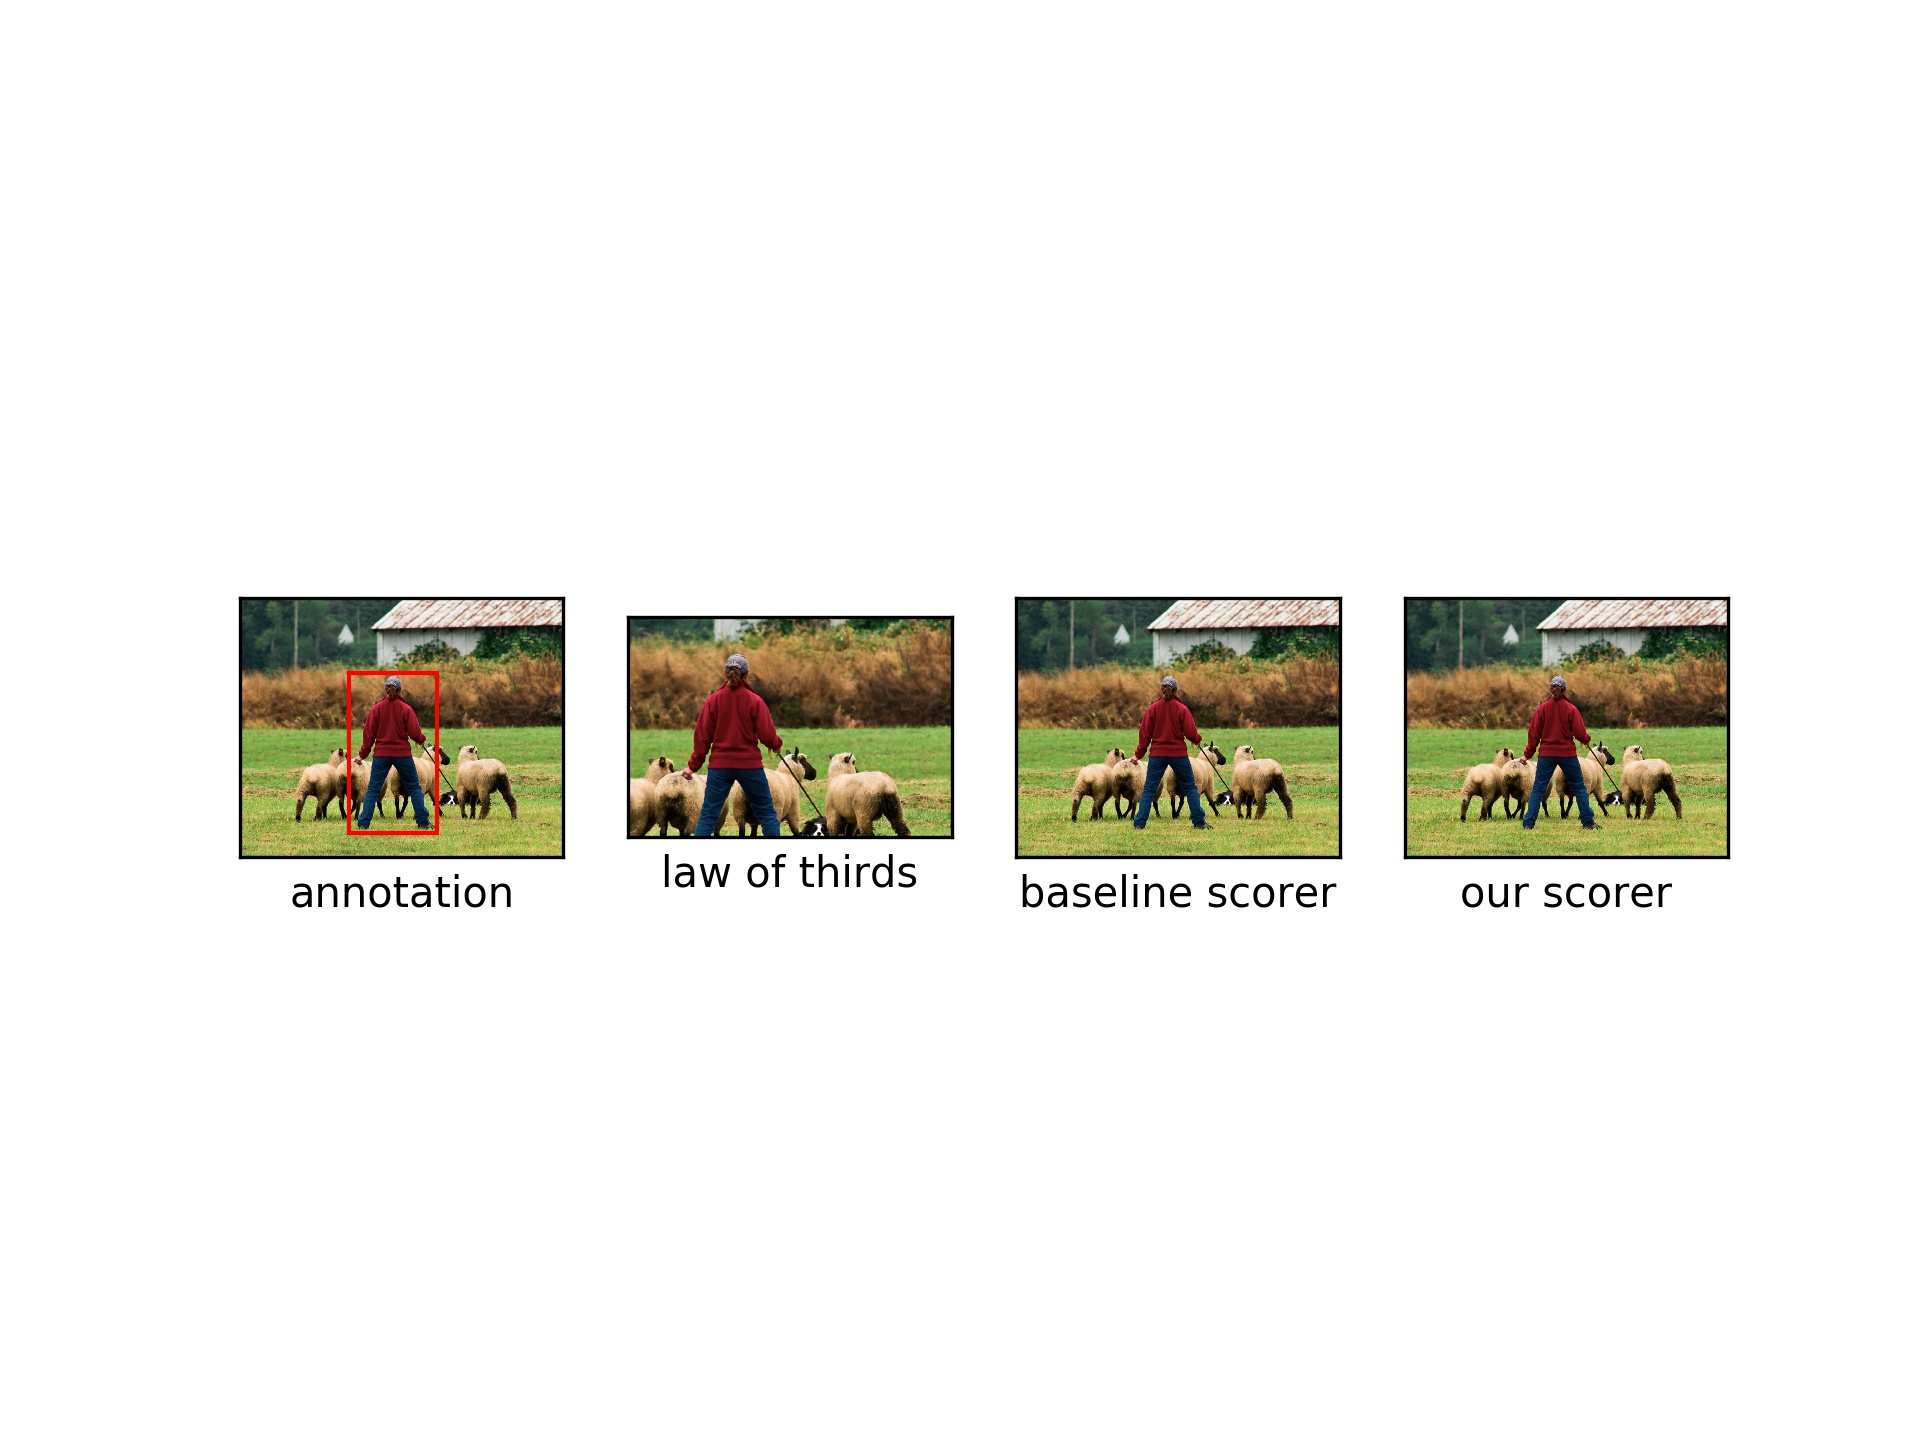 annotation
law of thirds
baseline scorer
our scorer